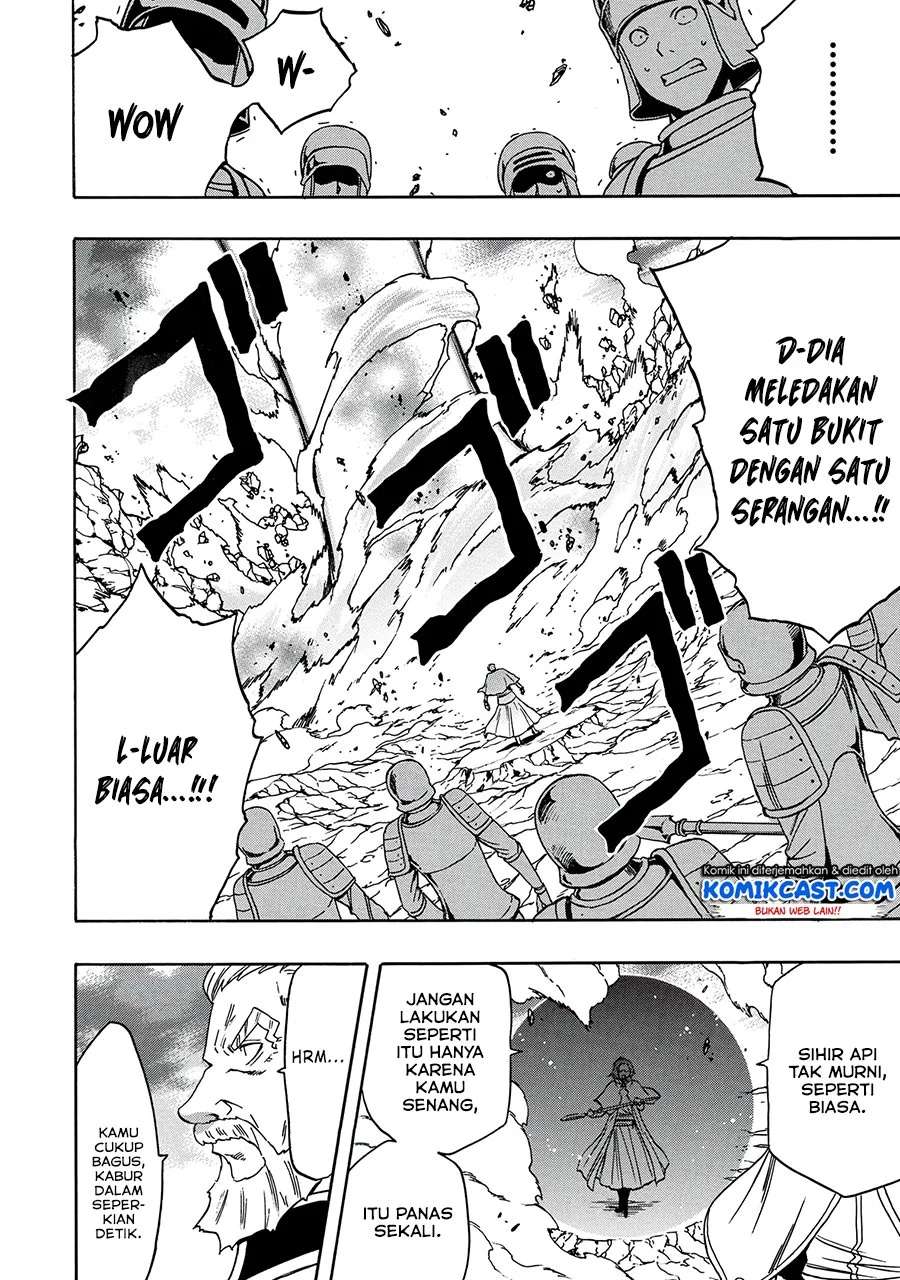 .........
W-
WOW
D-DIA
MELEDAKAN
SATU BUKIT
DENGAN SATU
SERANGAN...!!
ゴゴゴ
L-LUAR
BIASA...!!!
Komik ini diterjemahkan & diedit oleh
KOMIKCAST.COM
BUKAN WEB LAIN!!
SIHIR API
TAK MURNI,
SEPERTI
BIASA.
JANGAN
LAKUKAN
SEPERTI
ITU HANYA
KARENA
KAMU
SENANG,
ITU PANAS
SEKALI.
HRM...
KAMU
CUKUP
BAGUS,
KABUR
DALAM
SEPER-
KIAN
DETIK.